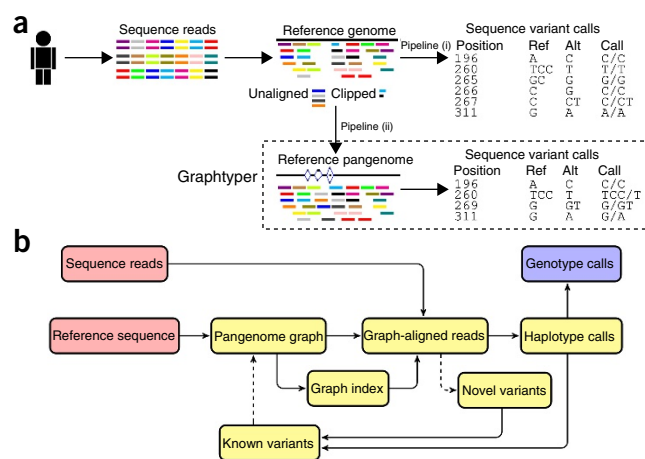 a
Sequence reads
Reference genome
Pipeline (i)
Sequence variant calls
Position Ref Alt Call
196 A C C/C
260 TCC T T/T
265 GC G G/G
266 C G C/C
267 C CT C/CT
311 G A A/A
Unaligned Clipped
Pipeline (ii)
Graphtyper
Reference pangenome
Sequence variant calls
Position Ref Alt Call
196 A C C/C
260 TCC T TCC/T
269 G GT G/GT
311 G A G/A
b
Sequence reads
Genotype calls
Reference sequence
Pangenome graph
Graph-aligned reads
Haplotype calls
Graph index
Novel variants
Known variants